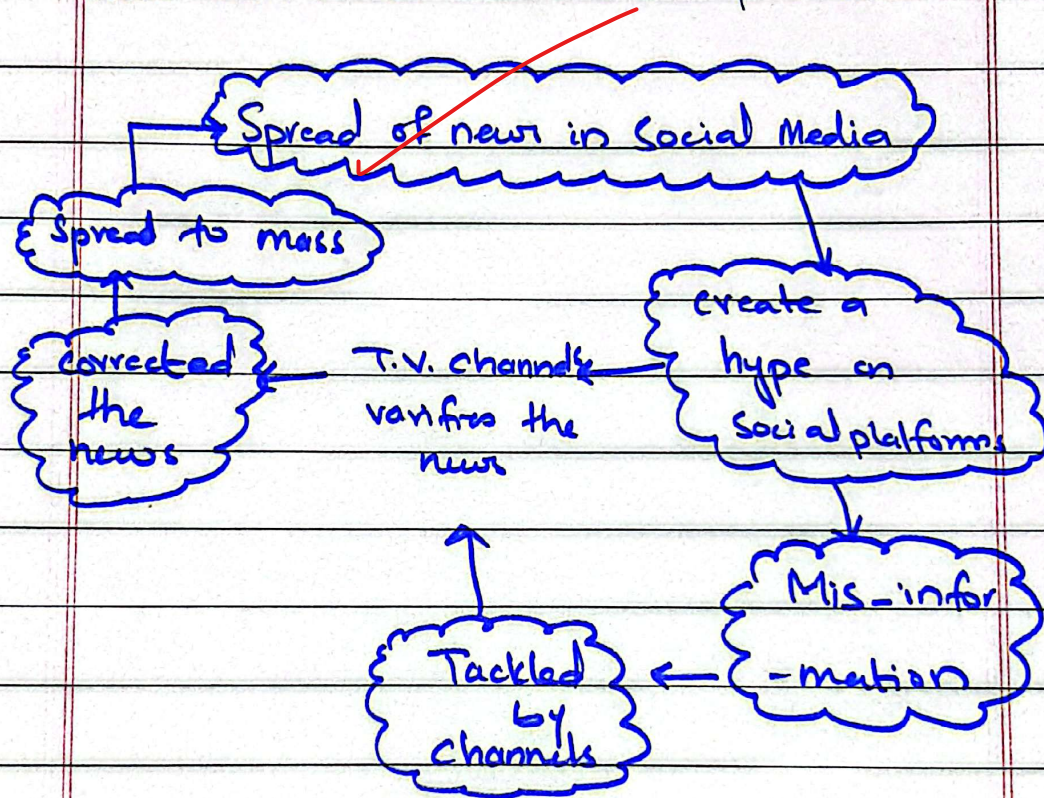 Spread of news in Social Media
Spread to mass
create a
hype on
social platforms
T.V. channels
varifies the
news
corrected
the
news
Mis-infor
-mation
Tackled
by
channels